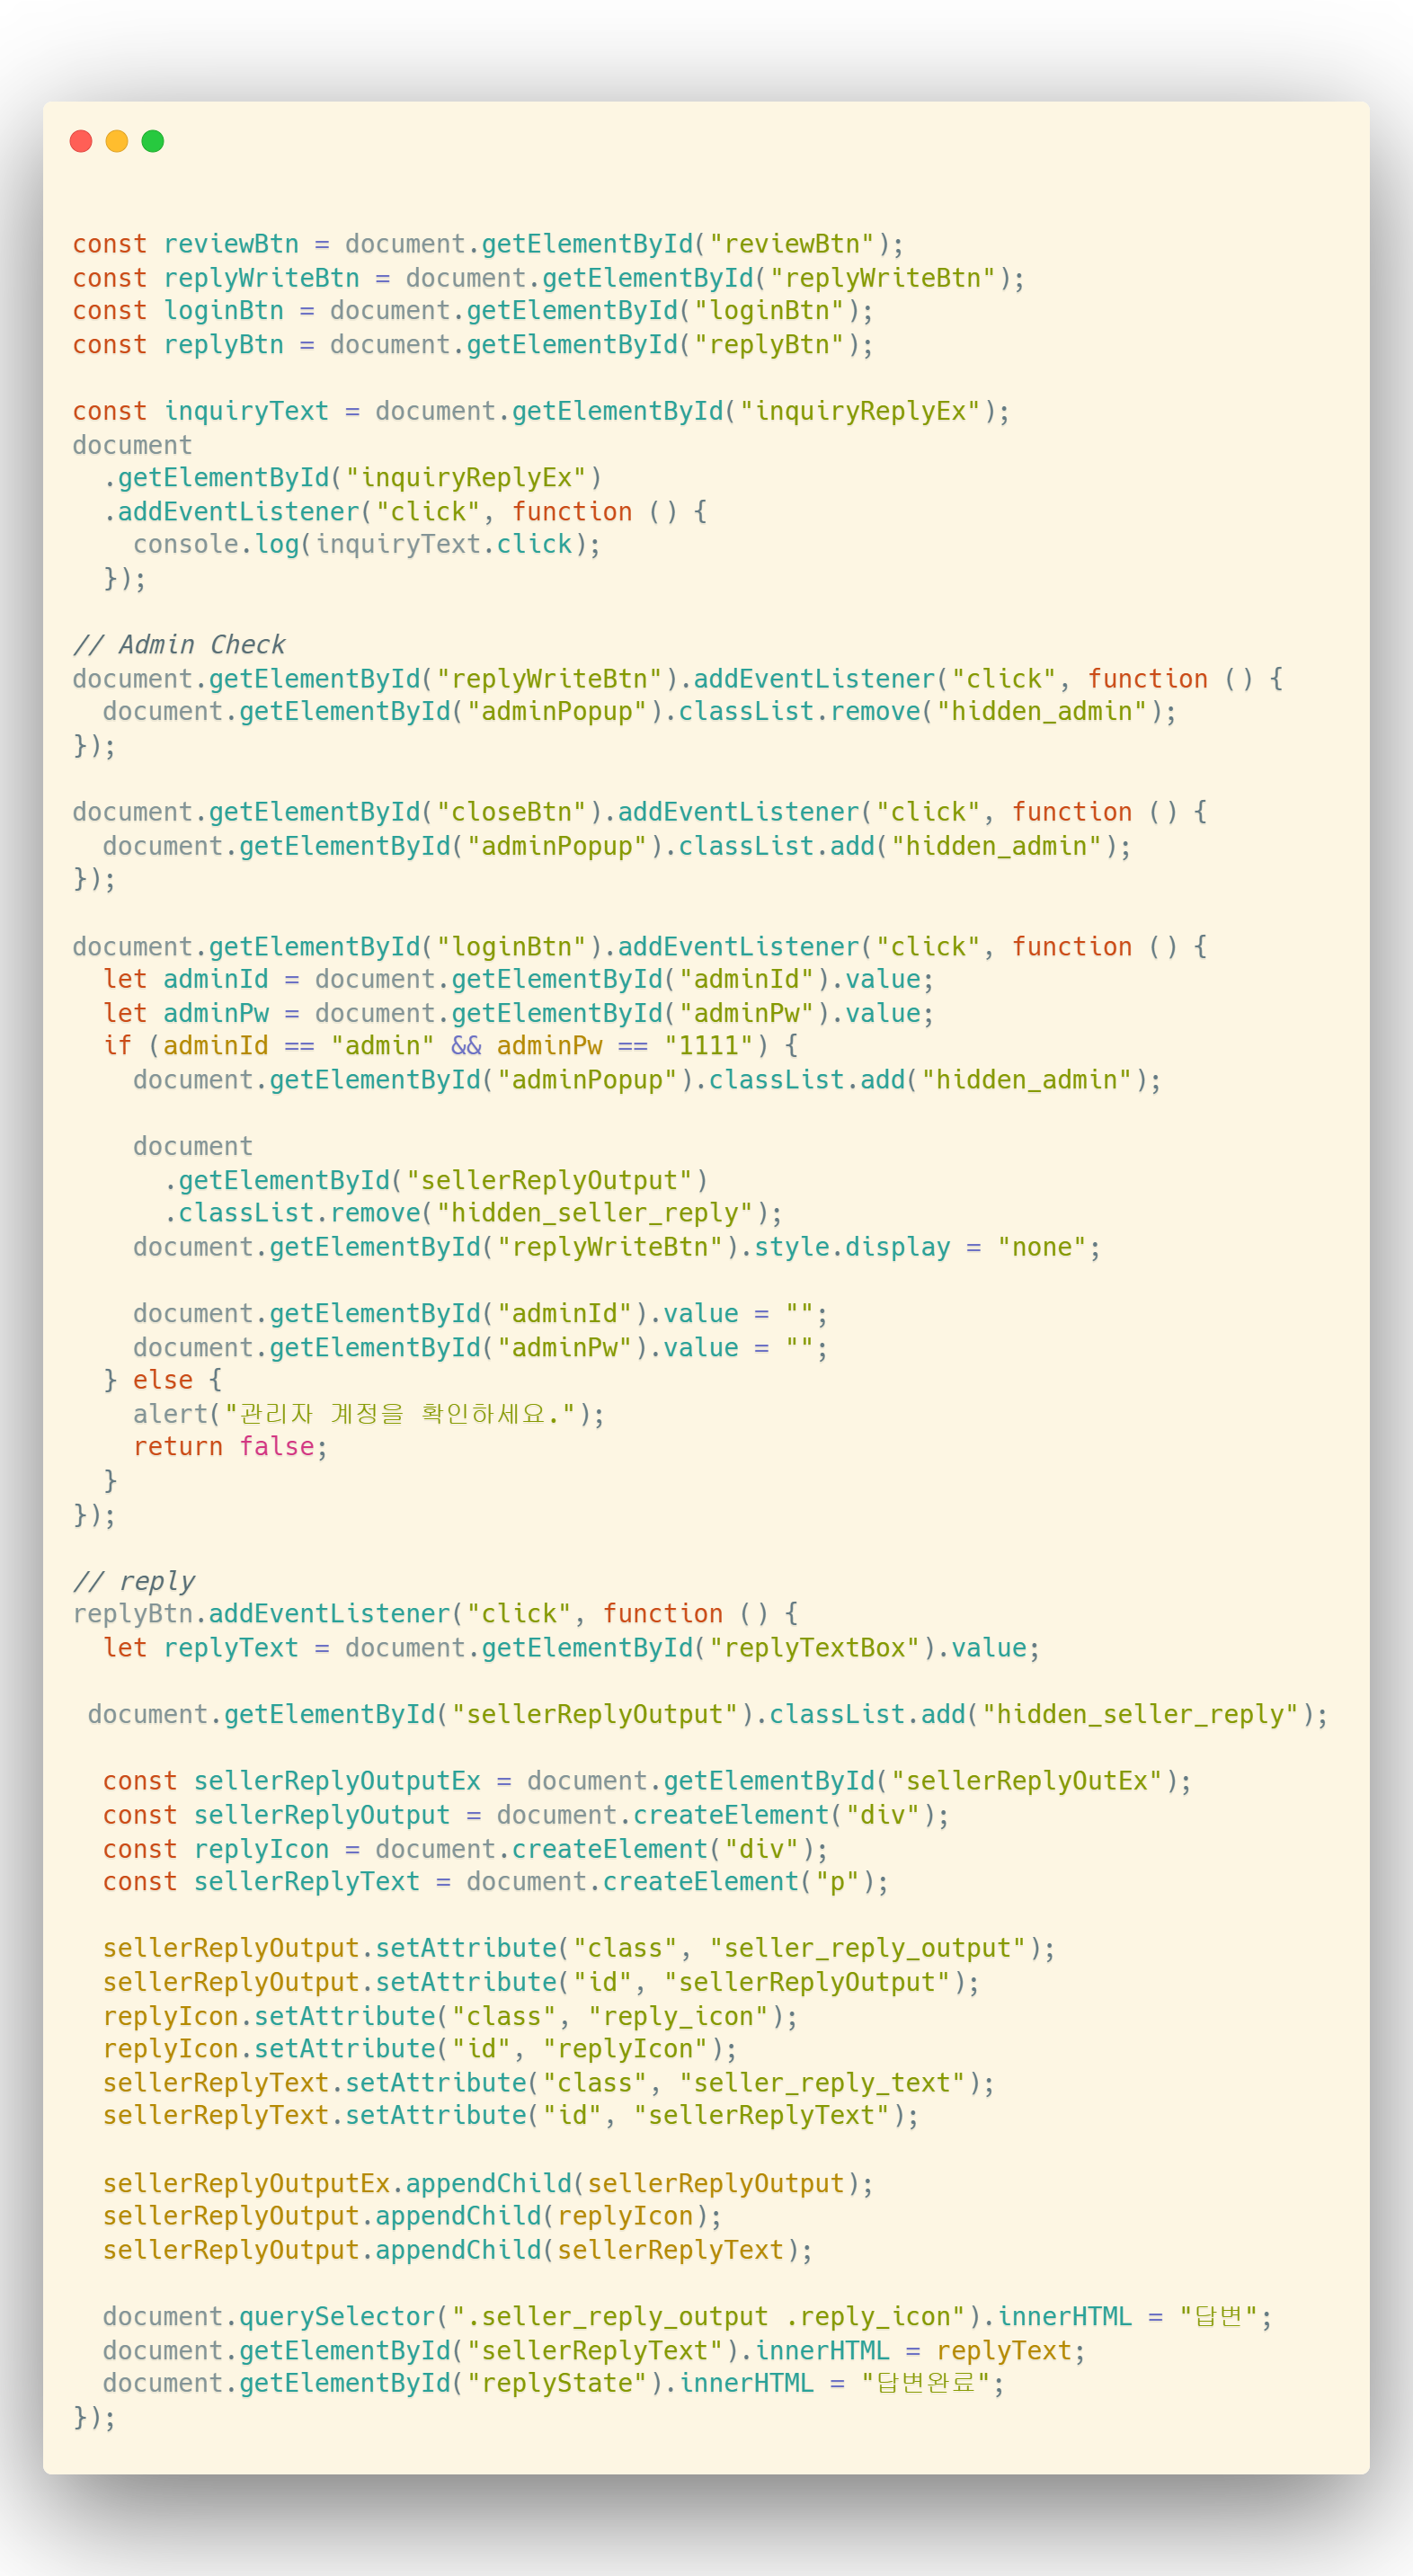 const reviewBtn = document.getElementById("reviewBtn");
const replyWriteBtn = document.getElementById("replyWriteBtn");
const loginBtn = document.getElementById("loginBtn");
const replyBtn = document.getElementById("replyBtn");

const inquiryText = document.getElementById("inquiryReplyEx");
document
  .getElementById("inquiryReplyEx")
  .addEventListener("click", function () {
    console.log(inquiryText.click);
  });

// Admin Check
document.getElementById("replyWriteBtn").addEventListener("click", function () {
  document.getElementById("adminPopup").classList.remove("hidden_admin");
});

document.getElementById("closeBtn").addEventListener("click", function () {
  document.getElementById("adminPopup").classList.add("hidden_admin");
});

document.getElementById("loginBtn").addEventListener("click", function () {
  let adminId = document.getElementById("adminId").value;
  let adminPw = document.getElementById("adminPw").value;
  if (adminId == "admin" && adminPw == "1111") {
    document.getElementById("adminPopup").classList.add("hidden_admin");

    document
      .getElementById("sellerReplyOutput")
      .classList.remove("hidden_seller_reply");
    document.getElementById("replyWriteBtn").style.display = "none";

    document.getElementById("adminId").value = "";
    document.getElementById("adminPw").value = "";
  } else {
    alert("관리자 계정을 확인하세요.");
    return false;
  }
});

// reply
replyBtn.addEventListener("click", function () {
  let replyText = document.getElementById("replyTextBox").value;

 document.getElementById("sellerReplyOutput").classList.add("hidden_seller_reply");

  const sellerReplyOutputEx = document.getElementById("sellerReplyOutEx");
  const sellerReplyOutput = document.createElement("div");
  const replyIcon = document.createElement("div");
  const sellerReplyText = document.createElement("p");

  sellerReplyOutput.setAttribute("class", "seller_reply_output");
  sellerReplyOutput.setAttribute("id", "sellerReplyOutput");
  replyIcon.setAttribute("class", "reply_icon");
  replyIcon.setAttribute("id", "replyIcon");
  sellerReplyText.setAttribute("class", "seller_reply_text");
  sellerReplyText.setAttribute("id", "sellerReplyText");

  sellerReplyOutputEx.appendChild(sellerReplyOutput);
  sellerReplyOutput.appendChild(replyIcon);
  sellerReplyOutput.appendChild(sellerReplyText);

  document.querySelector(".seller_reply_output .reply_icon").innerHTML = "답변";
  document.getElementById("sellerReplyText").innerHTML = replyText;
  document.getElementById("replyState").innerHTML = "답변완료";
});